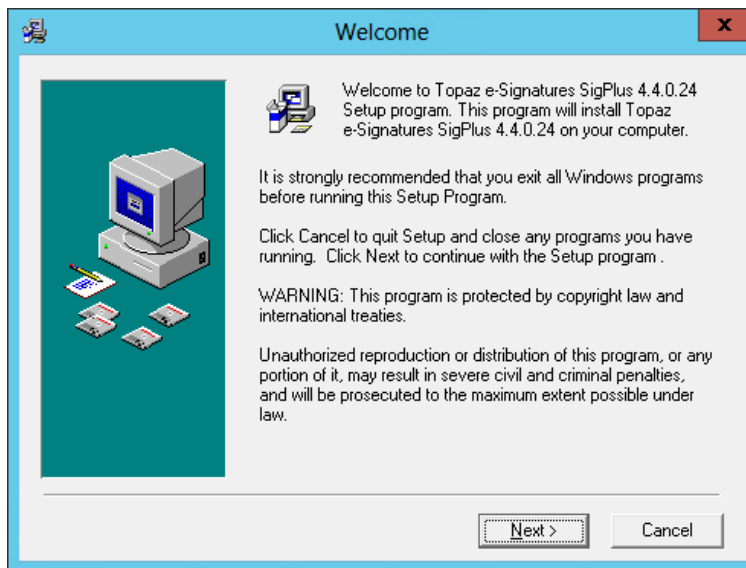 Welcome
x
Welcome to Topaz e-Signatures SigPlus 4.4.0.24
Setup program. This program will install Topaz
e-Signatures SigPlus 4.4.0.24 on your computer.
It is strongly recommended that you exit all Windows programs
before running this Setup Program.
Click Cancel to quit Setup and close any programs you have
running. Click Next to continue with the Setup program .
WARNING: This program is protected by copyright law and
international treaties.
Unauthorized reproduction or distribution of this program, or any
portion of it, may result in severe civil and criminal penalties,
and will be prosecuted to the maximum extent possible under
law.
Next >
Cancel